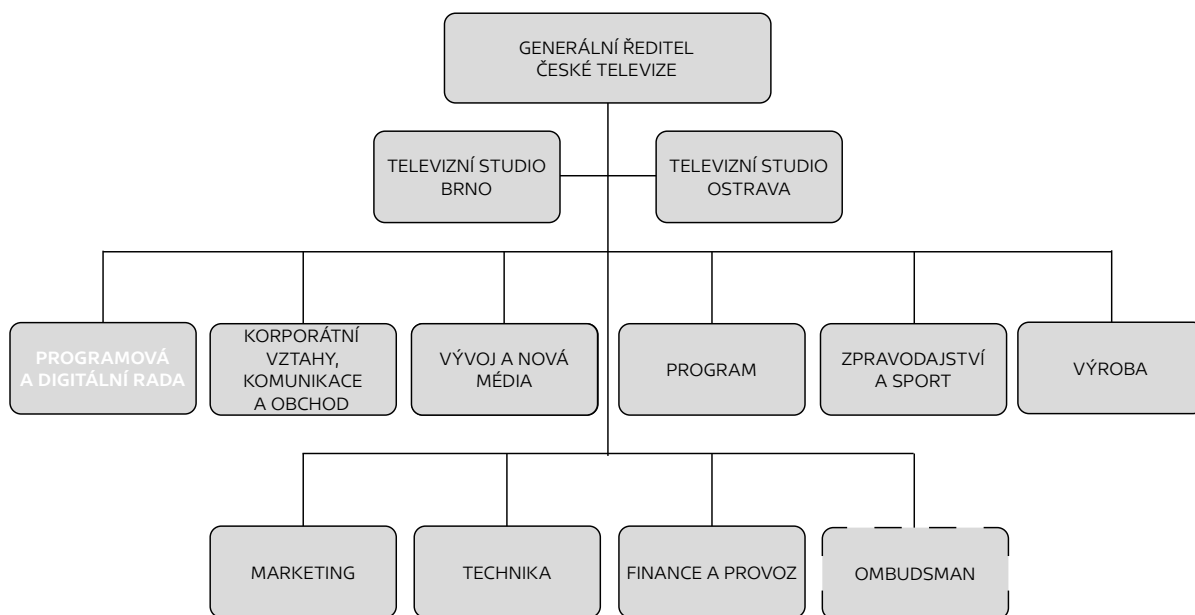 GENERÁLNÍ ŘEDITEL
ČESKÉ TELEVIZE
TELEVIZNÍ STUDIO
BRNO
TELEVIZNÍ STUDIO
OSTRAVA
PROGRAMOVÁ
A DIGITÁLNÍ RADA
KORPORÁTNÍ
VZTAHY,
KOMUNIKACE
A OBCHOD
VÝVOJ A NOVÁ
MÉDIA
PROGRAM
ZPRAVODAJSTVÍ
A SPORT
VÝROBA
MARKETING
TECHNIKA
FINANCE A PROVOZ
OMBUDSMAN